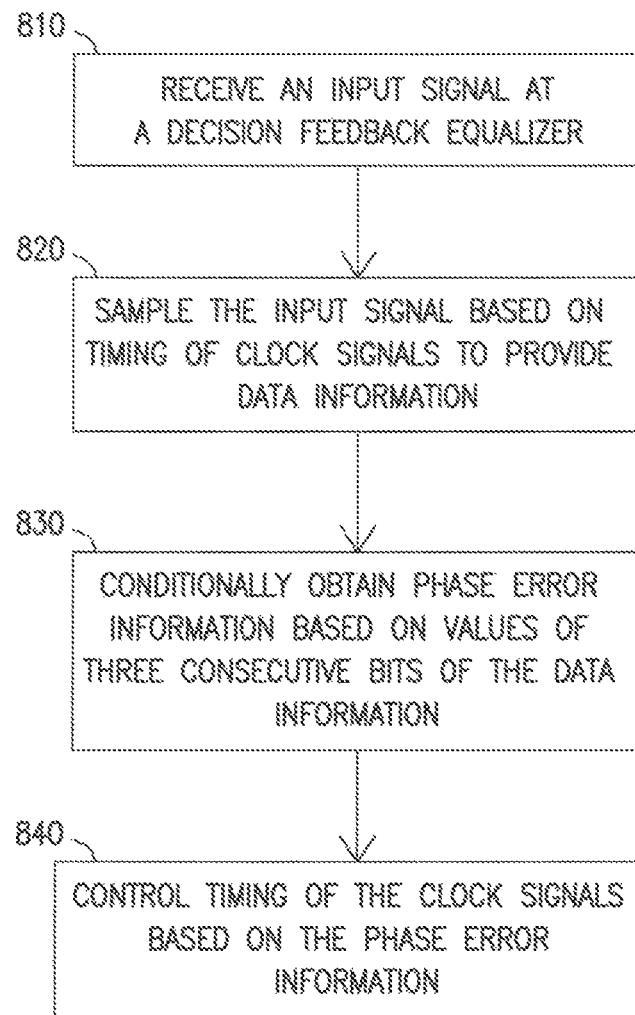 810
RECEIVE AN INPUT SIGNAL AT
A DECISION FEEDBACK EQUALIZER
820
SAMPLE THE INPUT SIGNAL BASED ON
TIMING OF CLOCK SIGNALS TO PROVIDE
DATA INFORMATION
830
CONDITIONALLY OBTAIN PHASE ERROR
INFORMATION BASED ON VALUES OF
THREE CONSECUTIVE BITS OF THE DATA
INFORMATION
840
CONTROL TIMING OF THE CLOCK SIGNALS
BASED ON THE PHASE ERROR
INFORMATION